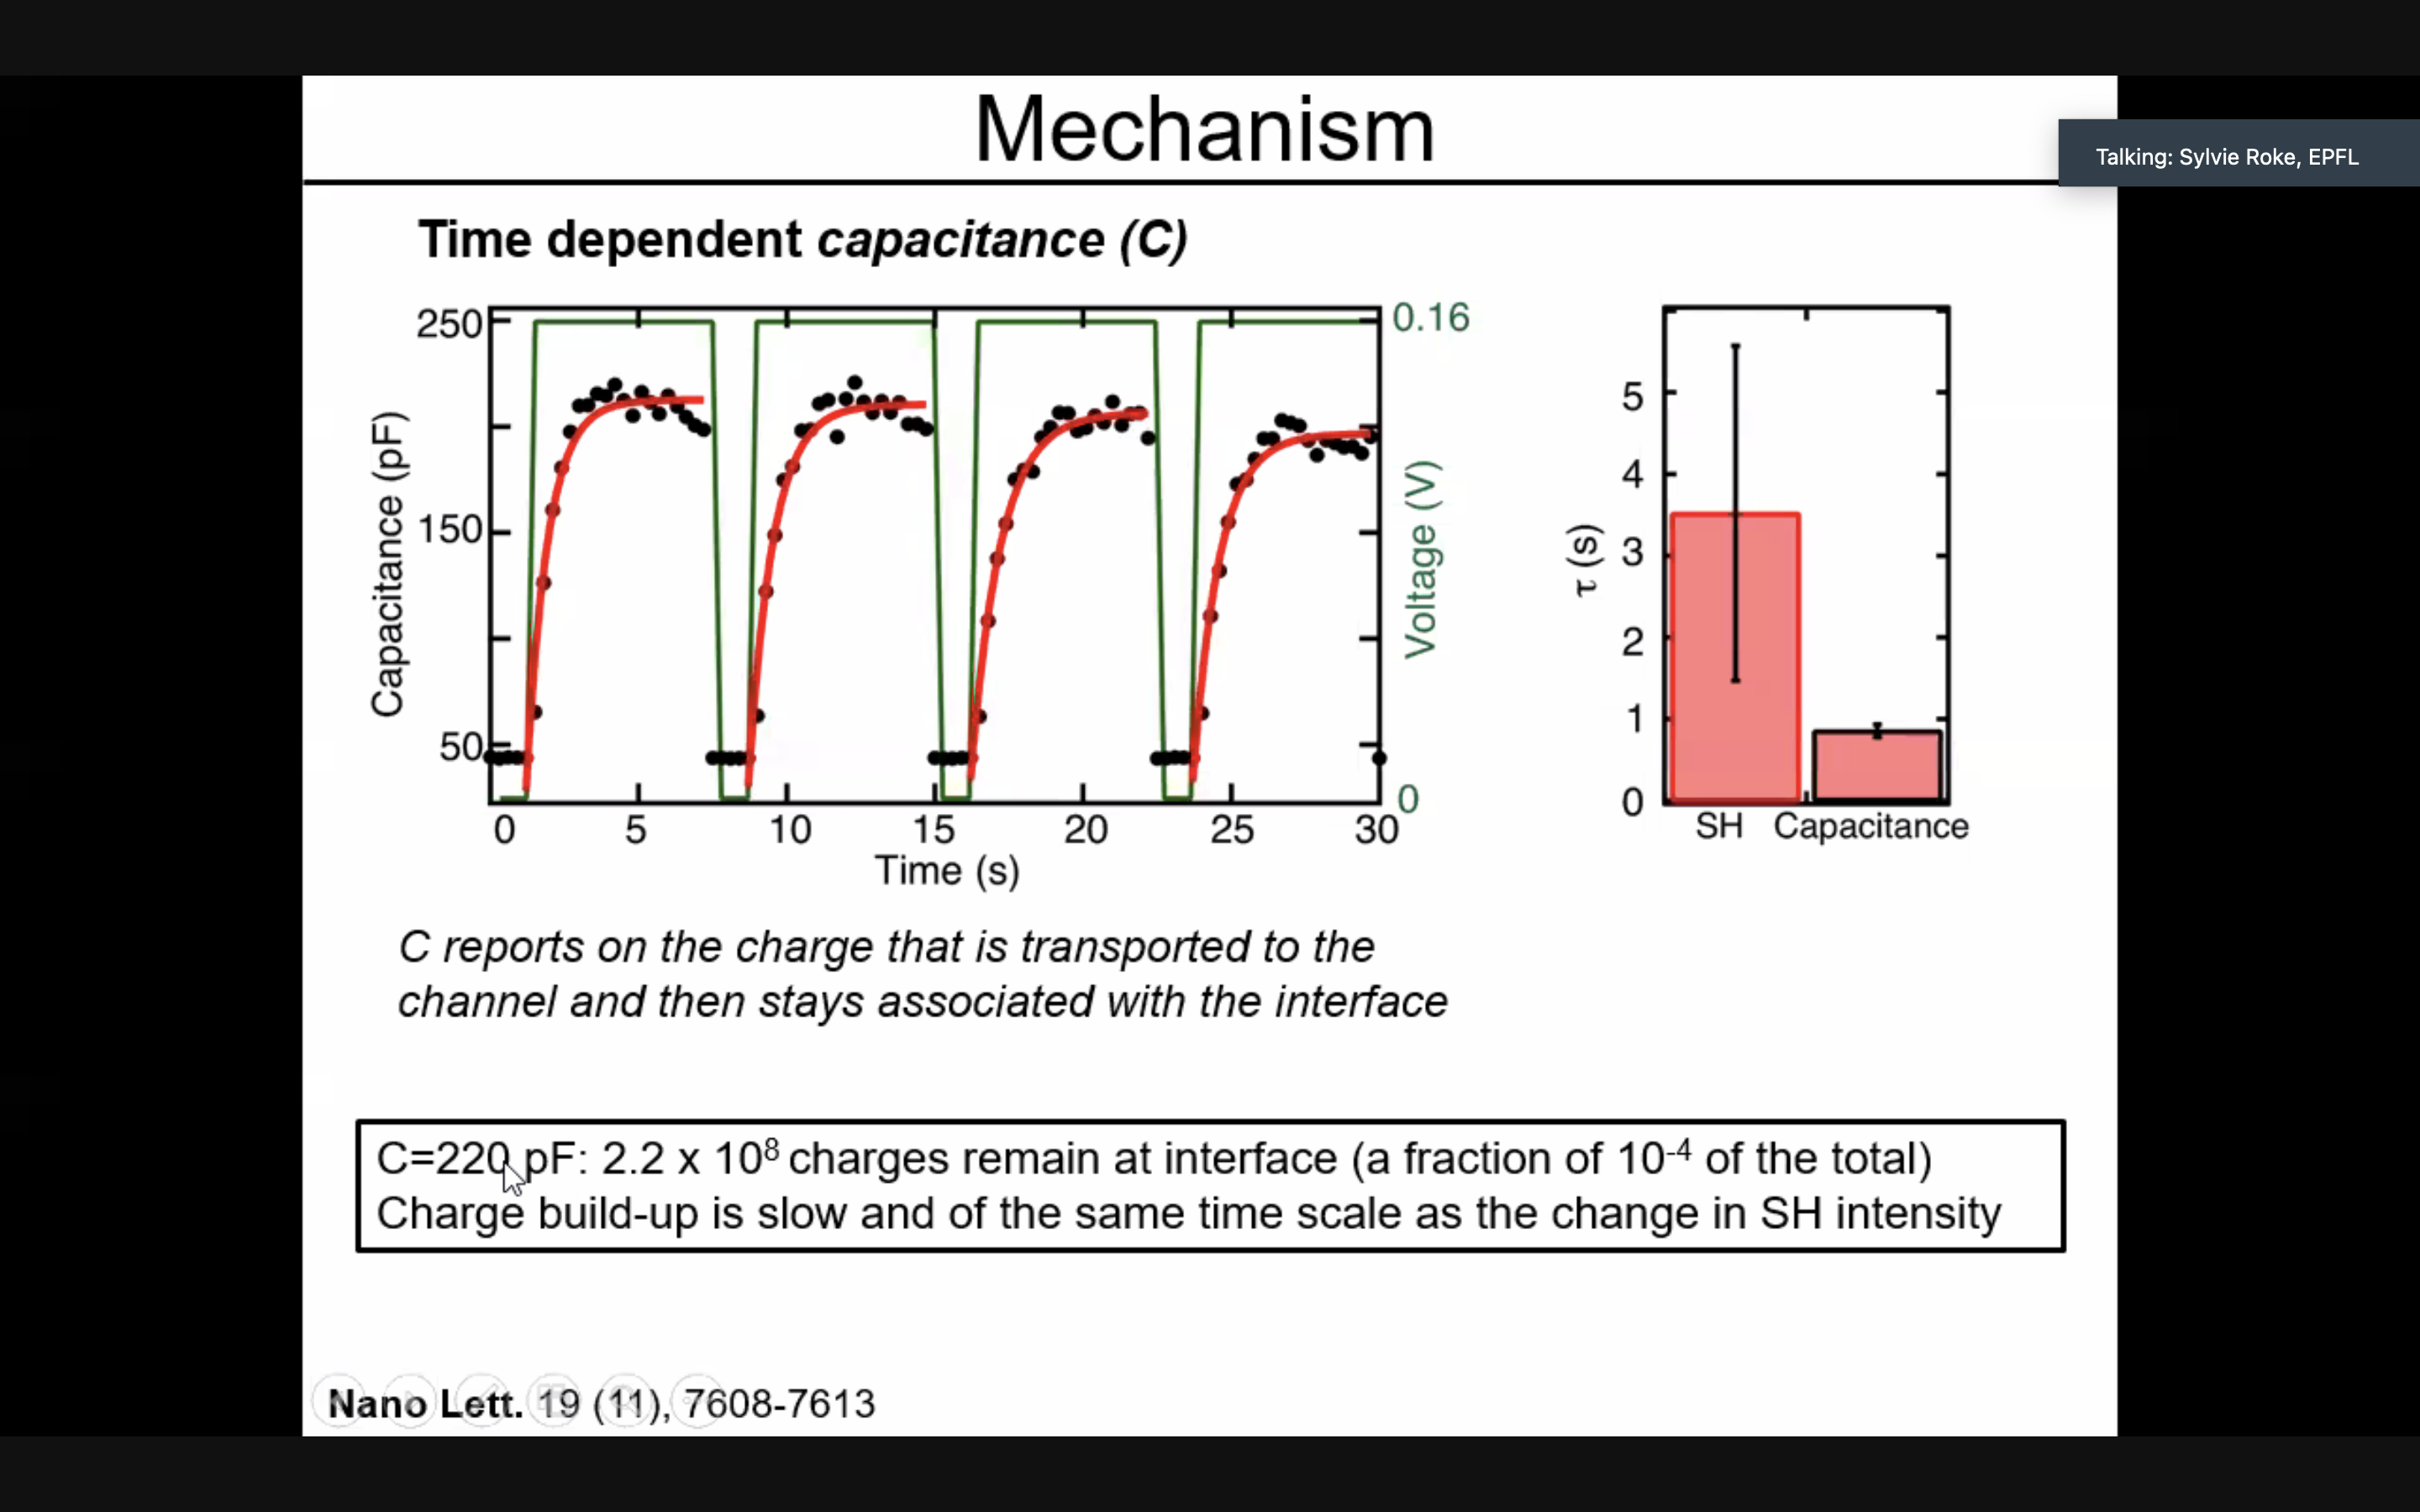 Mechanism
Talking: Sylvie Roke, EPFL
Time dependent capacitance (C)
250
150
50
Capacitance (pF)
0 5 10 15 20 25 30
Time (s)
0.16
0
Voltage (V)
5
4
3
2
1
0
τ (s)
SH Capacitance
C reports on the charge that is transported to the
channel and then stays associated with the interface
C=220 pF: 2.2 x 10⁸ charges remain at interface (a fraction of 10⁻⁴ of the total)
Charge build-up is slow and of the same time scale as the change in SH intensity
Nano Lett. 19 (11), 7608-7613